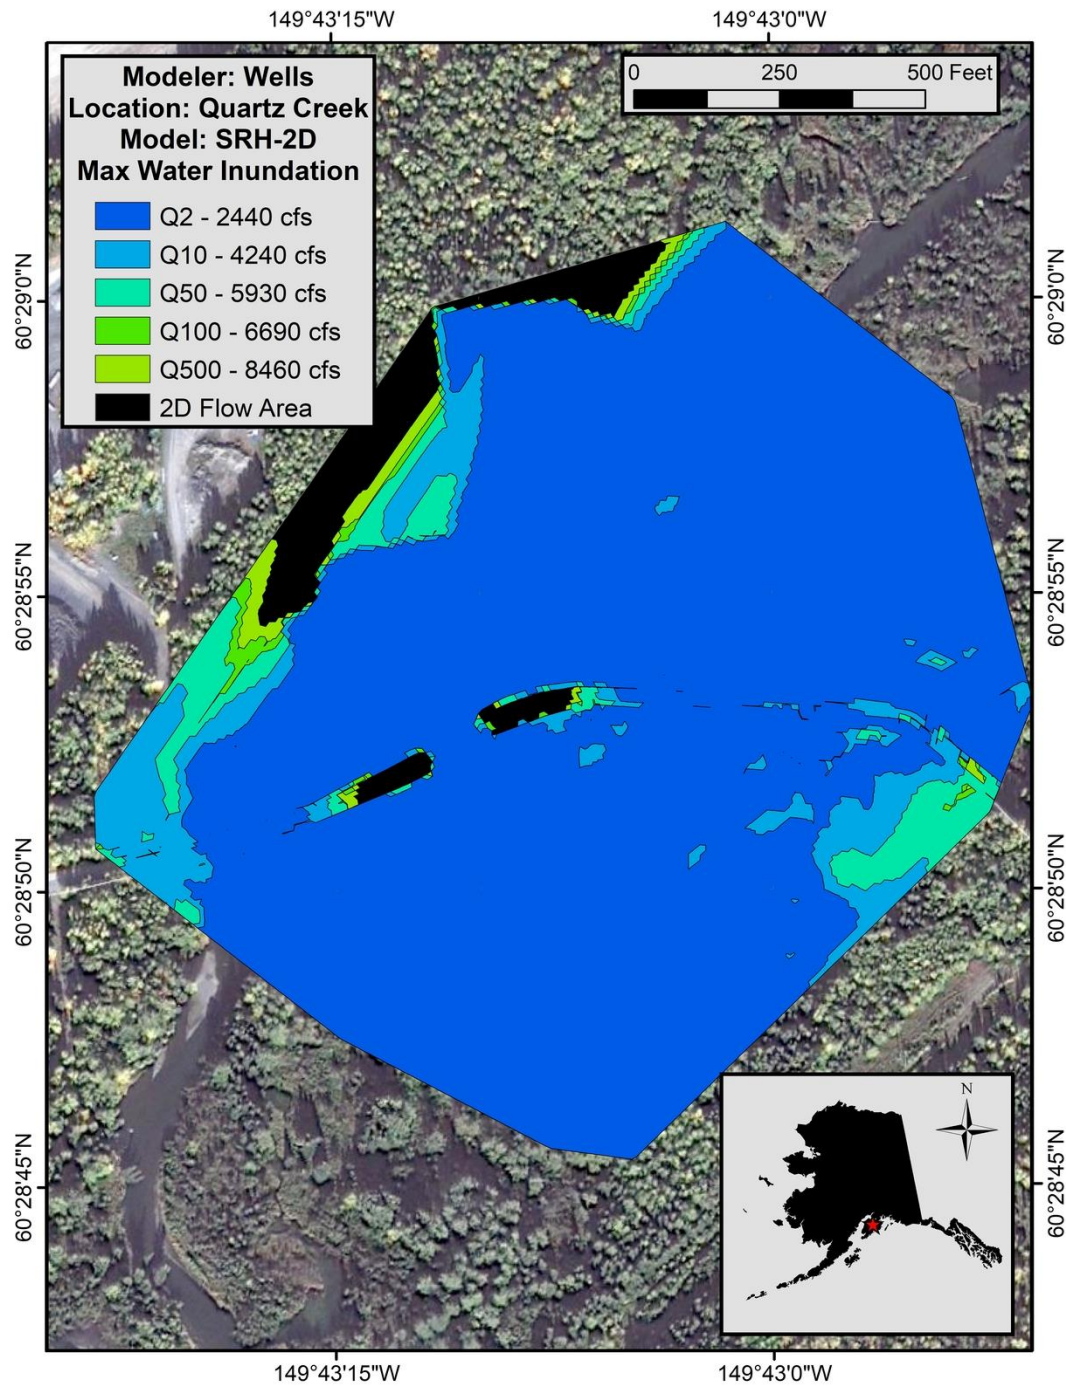 149°43'15"W 149°43'0"W
Modeler: Wells
Location: Quartz Creek
Model: SRH-2D
Max Water Inundation
Q2 - 2440 cfs
Q10 - 4240 cfs
Q50 - 5930 cfs
Q100 - 6690 cfs
Q500 - 8460 cfs
2D Flow Area
0 250 500 Feet
60°29'0"N
60°28'55"N
60°28'50"N
60°28'45"N
60°29'0"N
60°28'55"N
60°28'50"N
60°28'45"N
N
149°43'15"W 149°43'0"W